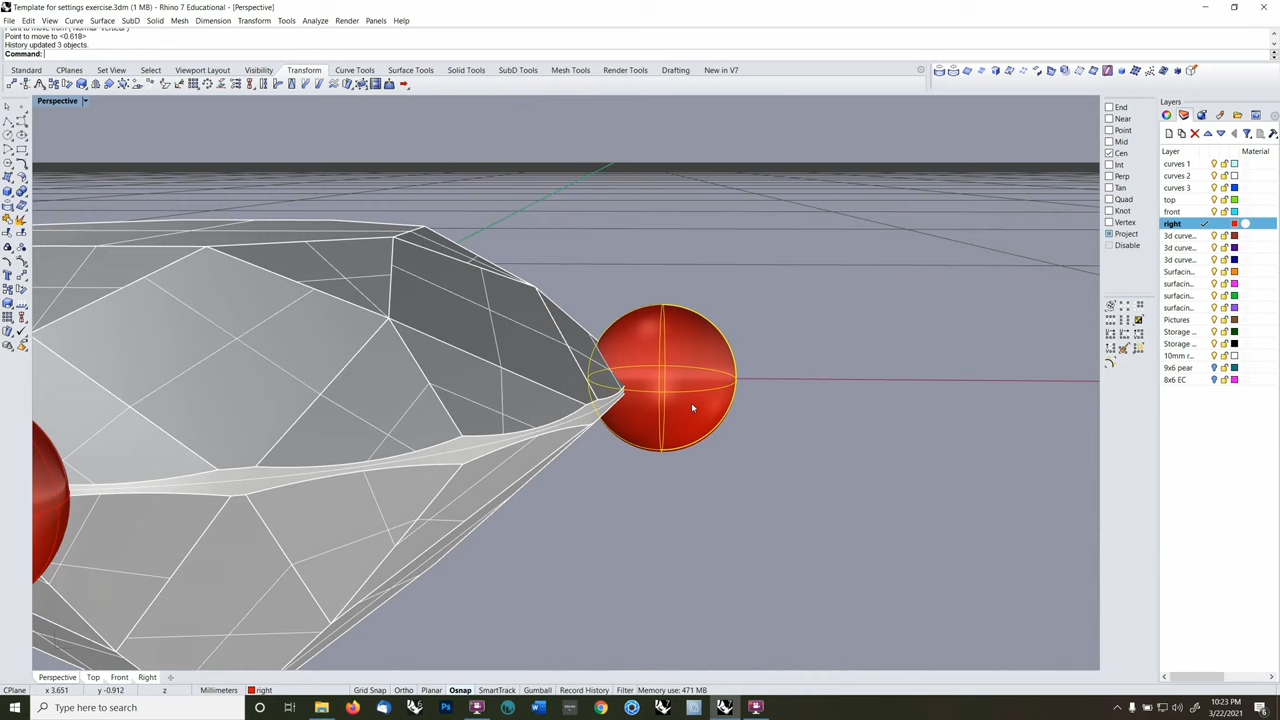 Template for settings exercise.3dm (1 MB) - Rhino 7 Educational - [Perspective]
File Edit View Curve Surface SubD Solid Mesh Dimension Transform Tools Analyze Render Panels Help
Point to move to <0.618>
History updated 3 objects.
Command:
Standard CPlanes Set View Select Viewport Layout Visibility Transform Curve Tools Surface Tools Solid Tools SubD Tools Mesh Tools Render Tools Drafting New in V7
Perspective
End
Near
Point
Mid
Cen
Int
Perp
Tan
Quad
Knot
Vertex
Project
Disable
Layers
Layer Material
curves 1
curves 2
curves 3
top
front
right
3d curve...
3d curve...
3d curve...
Surfacin...
surfacin...
surfacin...
surfacin...
Pictures
Storage ...
Storage ...
10mm r...
9x6 pear
8x6 EC
Perspective Top Front Right
CPlane x 3.651 y -0.912 z Millimeters right Grid Snap Ortho Planar Osnap SmartTrack Gumball Record History Filter Memory use: 471 MB
Type here to search
10:23 PM
3/22/2021